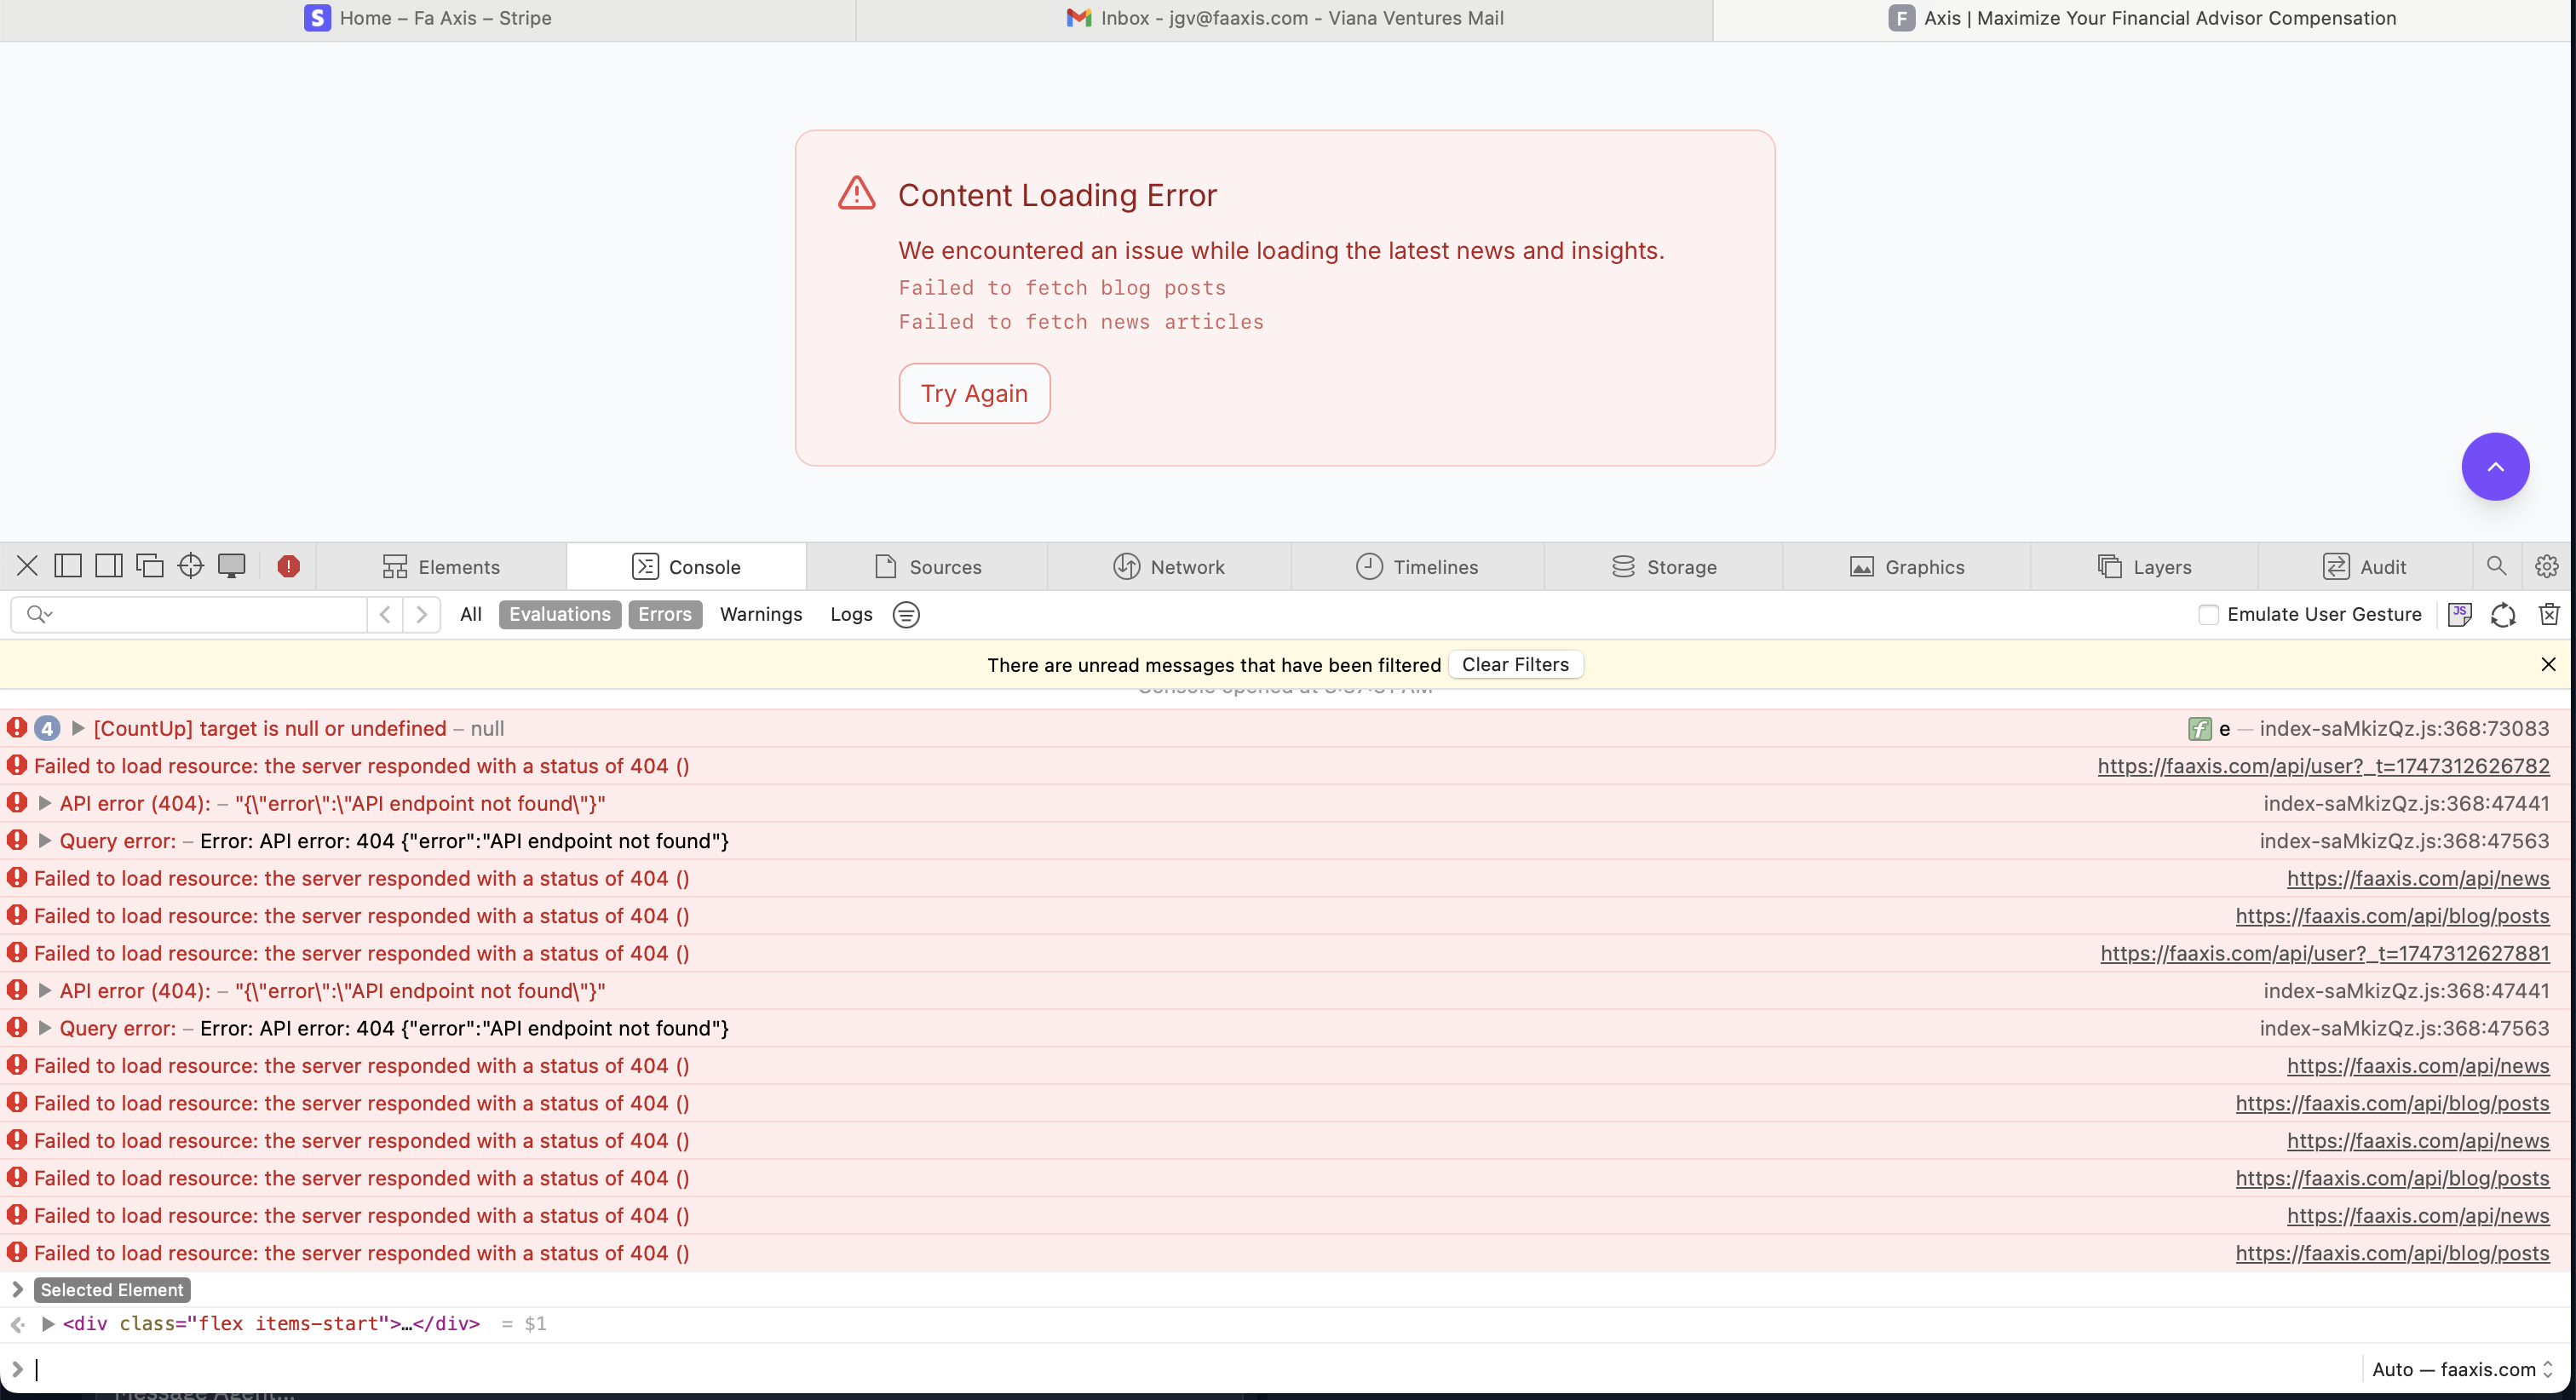 Home – Fa Axis – Stripe
Inbox - jgv@faaxis.com - Viana Ventures Mail
F Axis | Maximize Your Financial Advisor Compensation
Content Loading Error
We encountered an issue while loading the latest news and insights.
Failed to fetch blog posts
Failed to fetch news articles
Try Again
Elements Console Sources Network Timelines Storage Graphics Layers Audit
All Evaluations Errors Warnings Logs Emulate User Gesture JS
There are unread messages that have been filtered Clear Filters
4 [CountUp] target is null or undefined – null f e — index-saMkizQz.js:368:73083
Failed to load resource: the server responded with a status of 404 () https://faaxis.com/api/user?_t=1747312626782
API error (404): – "{\"error\":\"API endpoint not found\"}" index-saMkizQz.js:368:47441
Query error: – Error: API error: 404 {"error":"API endpoint not found"} index-saMkizQz.js:368:47563
Failed to load resource: the server responded with a status of 404 () https://faaxis.com/api/news
Failed to load resource: the server responded with a status of 404 () https://faaxis.com/api/blog/posts
Failed to load resource: the server responded with a status of 404 () https://faaxis.com/api/user?_t=1747312627881
API error (404): – "{\"error\":\"API endpoint not found\"}" index-saMkizQz.js:368:47441
Query error: – Error: API error: 404 {"error":"API endpoint not found"} index-saMkizQz.js:368:47563
Failed to load resource: the server responded with a status of 404 () https://faaxis.com/api/news
Failed to load resource: the server responded with a status of 404 () https://faaxis.com/api/blog/posts
Failed to load resource: the server responded with a status of 404 () https://faaxis.com/api/news
Failed to load resource: the server responded with a status of 404 () https://faaxis.com/api/blog/posts
Failed to load resource: the server responded with a status of 404 () https://faaxis.com/api/news
Failed to load resource: the server responded with a status of 404 () https://faaxis.com/api/blog/posts
Selected Element
<div class="flex items-start">…</div> = $1
Auto — faaxis.com
Message Agent...